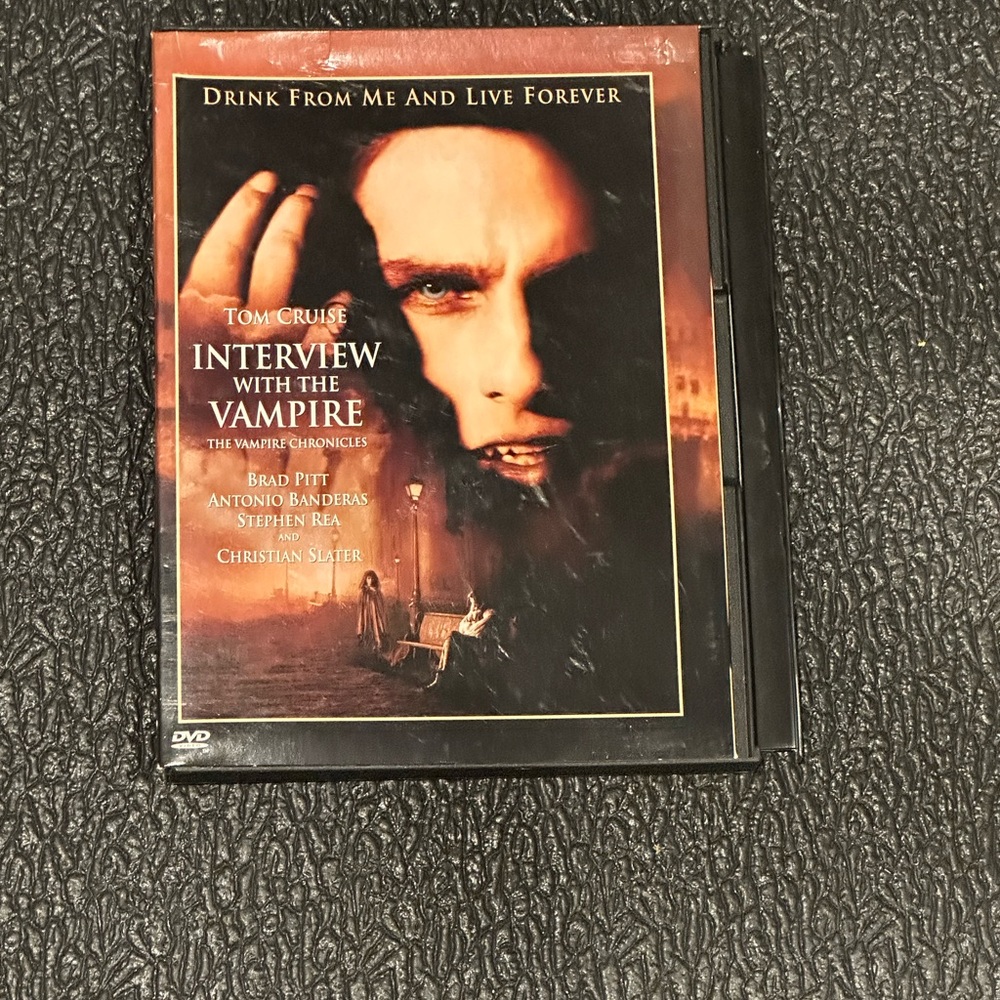 DRINK FROM ME AND LIVE FOREVER
TOM CRUISE
INTERVIEW
WITH THE
VAMPIRE
THE VAMPIRE CHRONICLES
BRAD PITT
ANTONIO BANDERAS
STEPHEN REA
AND
CHRISTIAN SLATER
DVD